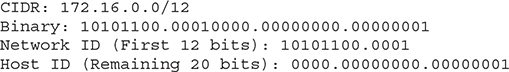 CIDR: 172.16.0.0/12
Binary: 10101100.00010000.00000000.00000001
Network ID (First 12 bits): 10101100.0001
Host ID (Remaining 20 bits): 0000.00000000.00000001